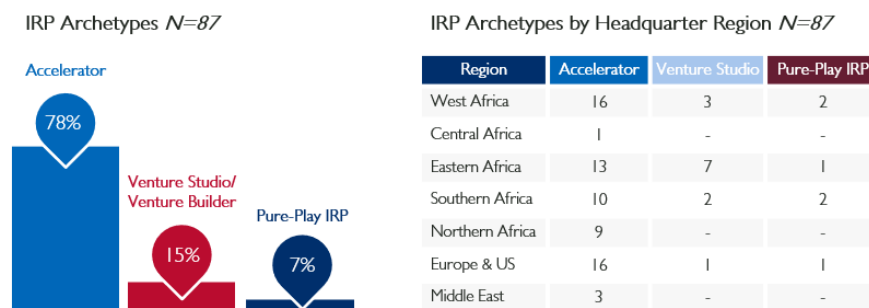 IRP Archetypes N=87
Accelerator
78%
Venture Studio/
Venture Builder
15%
Pure-Play IRP
7%
IRP Archetypes by Headquarter Region N=87
Region Accelerator Venture Studio Pure-Play IRP
West Africa 16 3 2
Central Africa 1 - -
Eastern Africa 13 7 1
Southern Africa 10 2 2
Northern Africa 9 - -
Europe & US 16 1 1
Middle East 3 - -